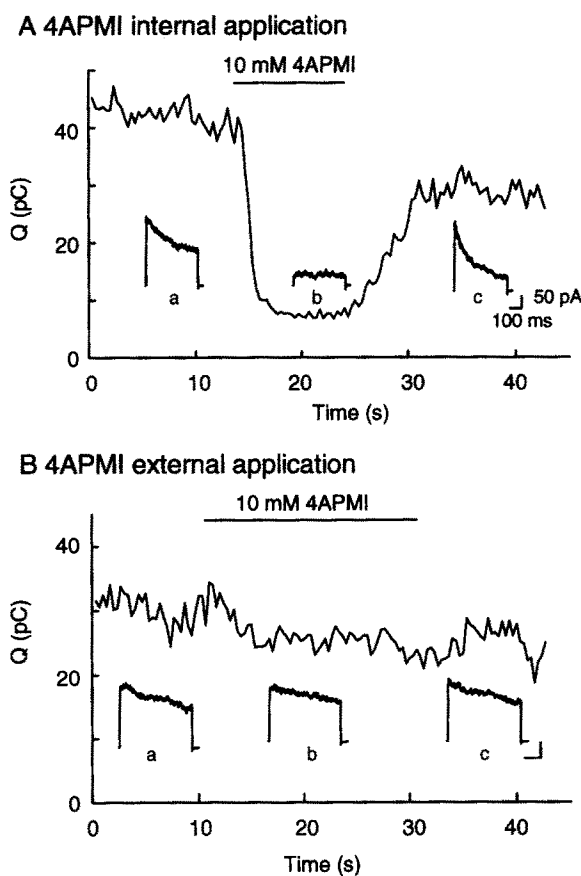 A 4APMI internal application
10 mM 4APMI
40
20
0
Q (pC)
a
b
c
50 pA
100 ms
0
10
20
30
40
Time (s)
B 4APMI external application
10 mM 4APMI
40
20
0
Q (pC)
a
b
c
0
10
20
30
40
Time (s)